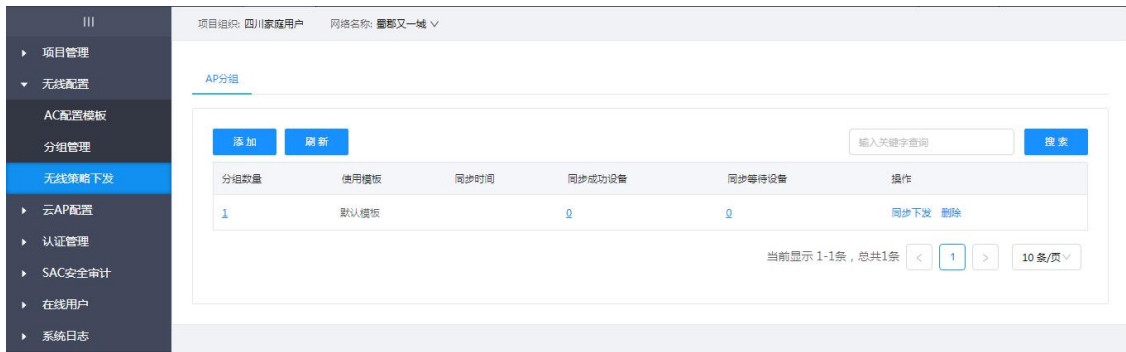 项目组织: 四川家庭用户 网络名称: 蜀郡又一城
项目管理
无线配置
AC配置模板
分组管理
无线策略下发
云AP配置
认证管理
SAC安全审计
在线用户
系统日志
AP分组
添加 刷新 输入关键字查询 搜索
分组数量 使用模板 同步时间 同步成功设备 同步等待设备 操作
1 默认模板 0 0 同步下发 删除
当前显示 1-1条，总共1条 < 1 > 10 条/页